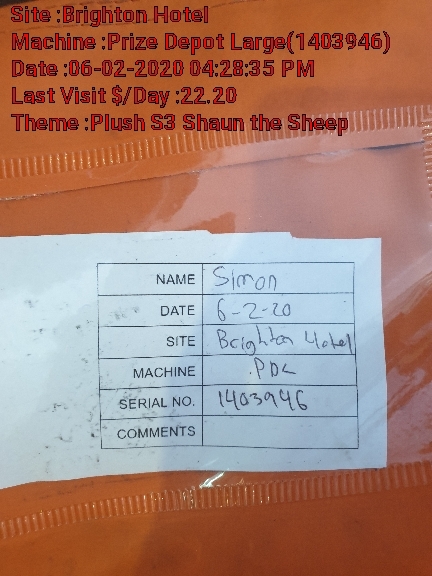 Site :Brighton Hotel
Machine :Prize Depot Large(1403946)
Date :06-02-2020 04:28:35 PM
Last Visit $/Day :22.20
Theme :Plush S3 Shaun the Sheep
NAME Simon
DATE 6-2-20
SITE Brighton Hotel
MACHINE PDL
SERIAL NO. 1403946
COMMENTS